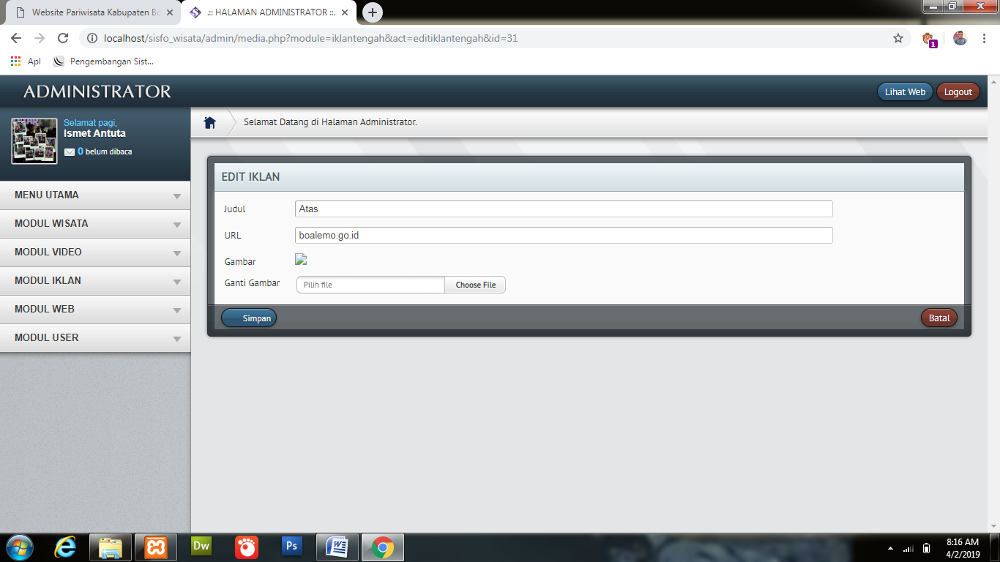 Website Pariwisata Kabupaten Bo
.:: HALAMAN ADMINISTRATOR ::.
localhost/sisfo_wisata/admin/media.php?module=iklantengah&act=editiklantengah&id=31
1
Apl
Pengembangan Sist...
ADMINISTRATOR
Lihat Web
Logout
Selamat pagi,
Ismet Antuta
0 belum dibaca
Selamat Datang di Halaman Administrator.
MENU UTAMA
MODUL WISATA
MODUL VIDEO
MODUL IKLAN
MODUL WEB
MODUL USER
EDIT IKLAN
Judul
Atas
URL
boalemo.go.id
Gambar
Ganti Gambar
Pilih file
Choose File
Simpan
Batal
Dw
Ps
8:16 AM
4/2/2019